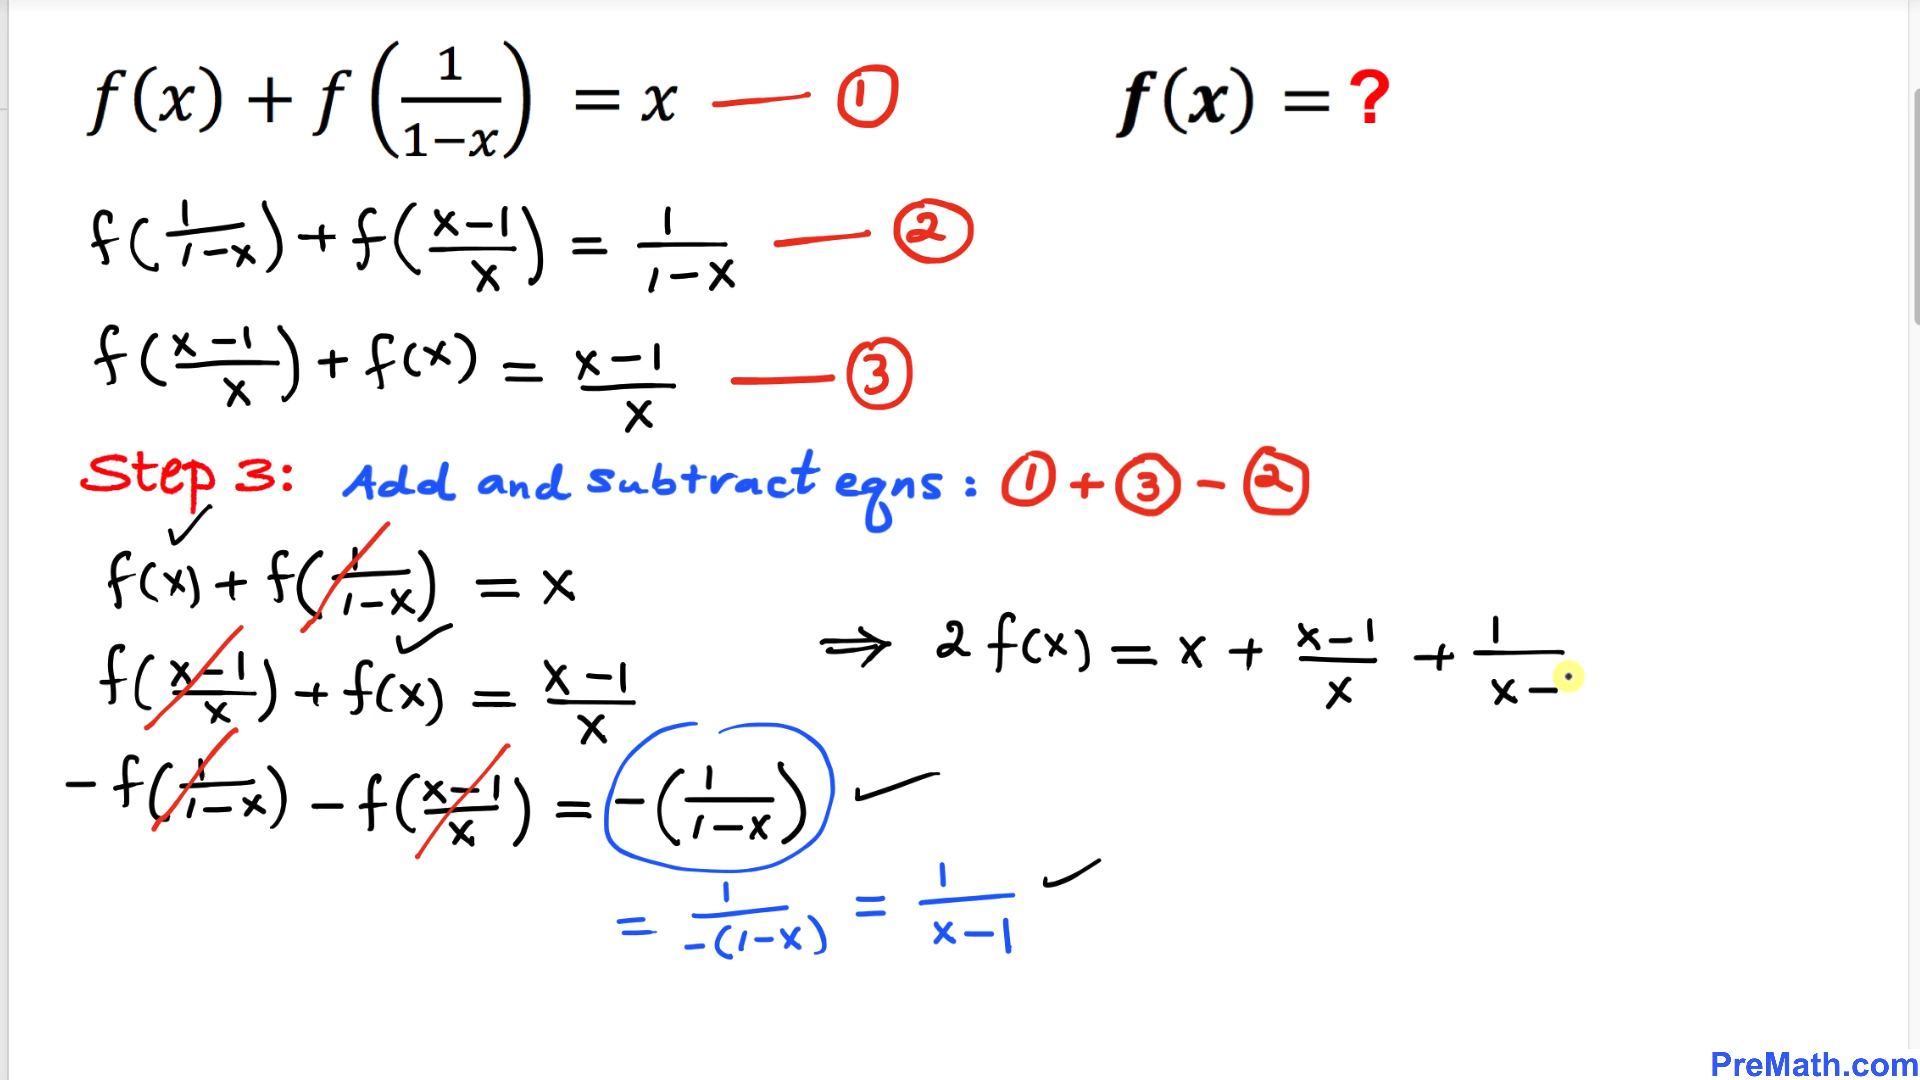 f(x) + f(1/(1−x)) = x — ① f(x) = ?
f(1/(1−x)) + f((x−1)/x) = 1/(1−x) — ②
f((x−1)/x) + f(x) = (x−1)/x — ③
Step 3: Add and subtract eqns: ① + ③ − ②
✓
f(x) + f(1/(1−x)) = x
✓
f((x−1)/x) + f(x) = (x−1)/x
⇒ 2 f(x) = x + (x−1)/x + 1/(x−
−f(1/(1−x)) − f((x−1)/x) = −(1/(1−x)) ✓
= 1/(−(1−x)) = 1/(x−1) ✓
PreMath.com